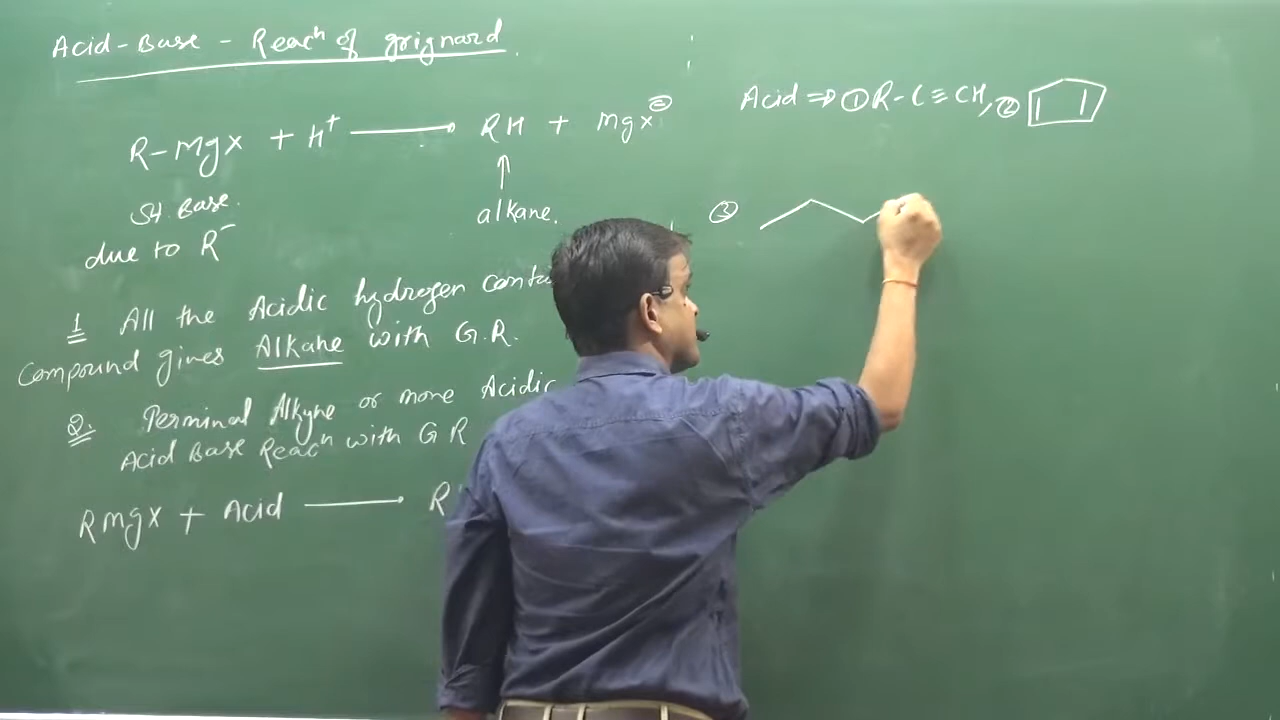 Acid-Base-Reacⁿ of grignard
R-Mgx + H⁺ ⟶ RH + Mgx^⊖
St. Base.
due to R⁻
↑
alkane.
1 All the Acidic hydrogen
compound gives Alkane with G.R.
2. Terminal Alkyne or more Acidic
Acid Base Reacⁿ with G R
RMgx + Acid ⟶ R
Acid ⇒ ① R-C≡CH, ②
③